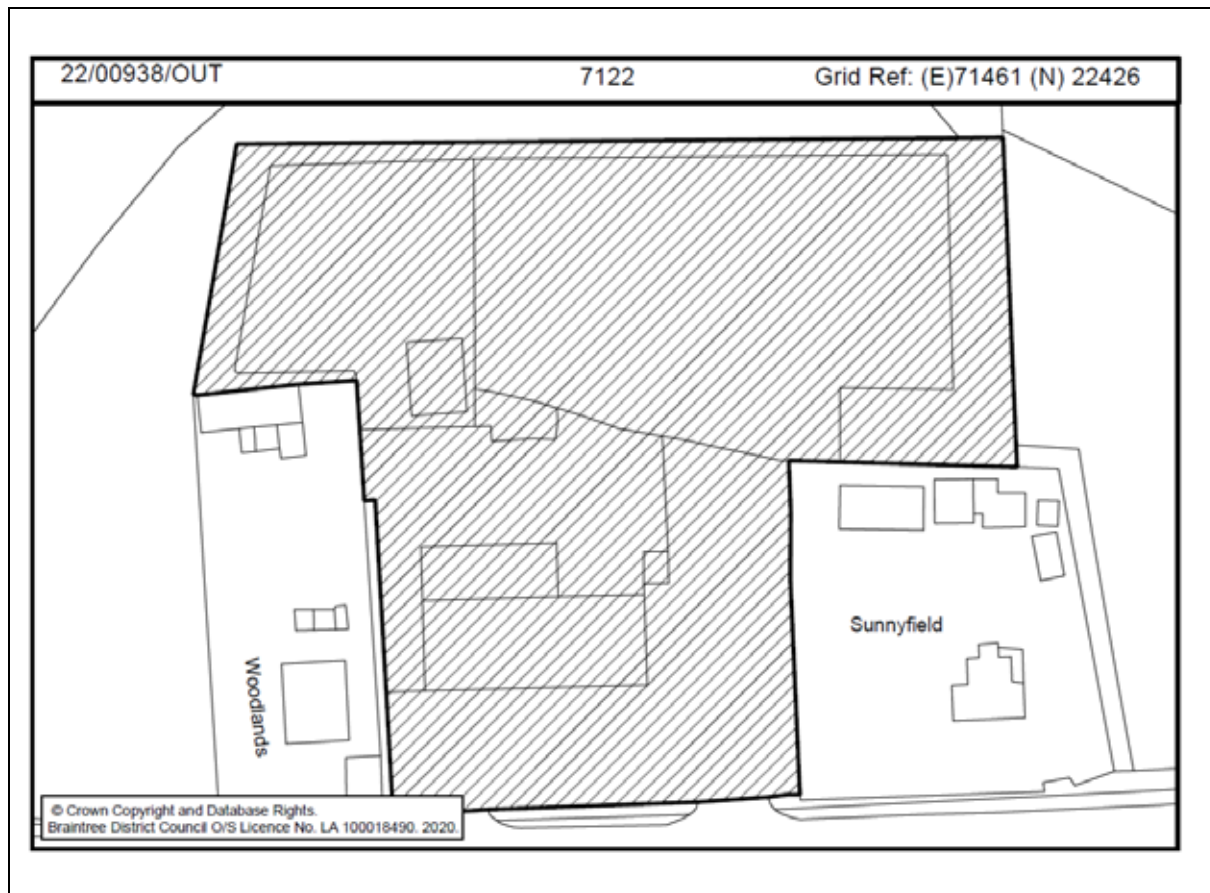 22/00938/OUT 7122 Grid Ref: (E)71461 (N) 22426
Sunnyfield
Woodlands
© Crown Copyright and Database Rights.
Braintree District Council O/S Licence No. LA 100018490. 2020.